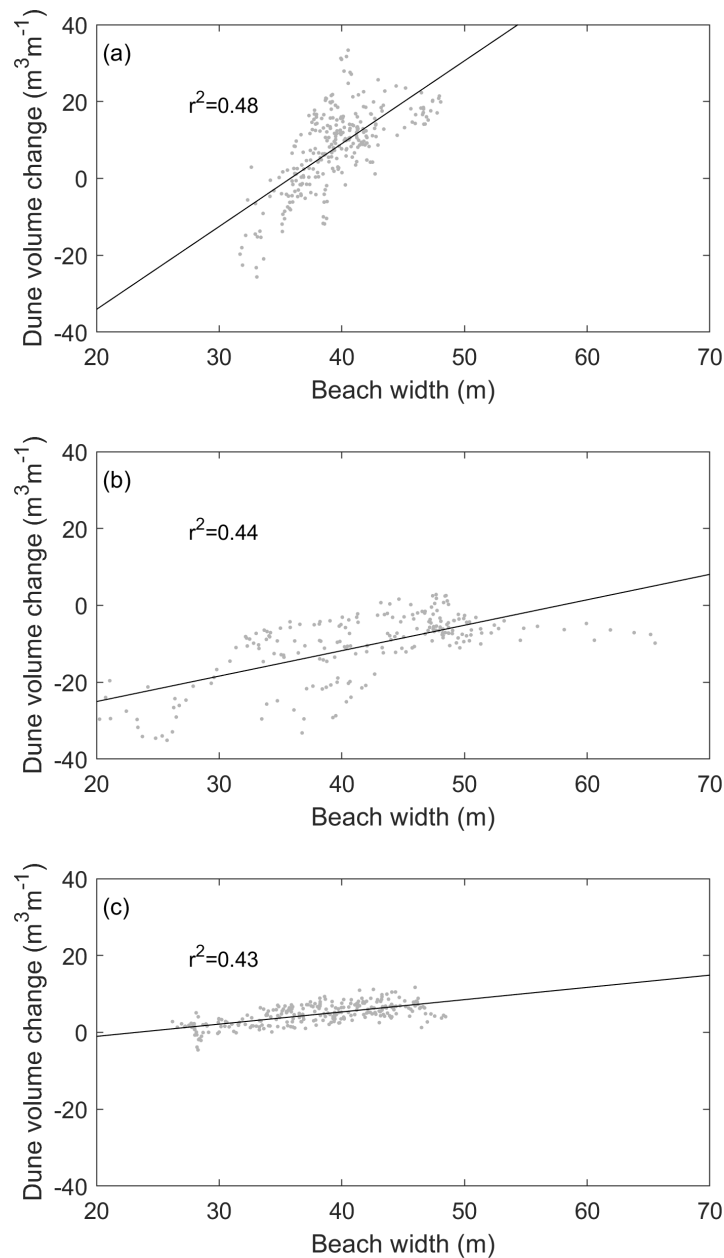 (a)
r²=0.48
Dune volume change (m³m⁻¹)
40
20
0
-20
-40
20 30 40 50 60 70
Beach width (m)
(b)
r²=0.44
Dune volume change (m³m⁻¹)
40
20
0
-20
-40
20 30 40 50 60 70
Beach width (m)
(c)
r²=0.43
Dune volume change (m³m⁻¹)
40
20
0
-20
-40
20 30 40 50 60 70
Beach width (m)